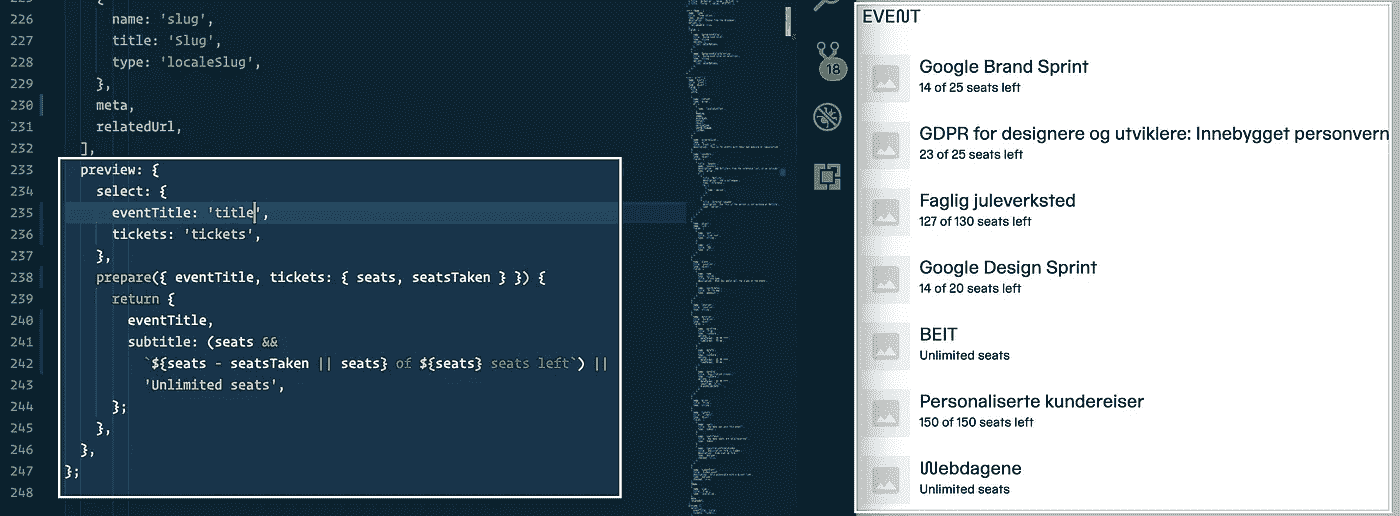 226 name: 'slug',
227 title: 'Slug',
228 type: 'localeSlug',
229 },
230 meta,
231 relatedUrl,
232 ],
233 preview: {
234 select: {
235 eventTitle: 'title',
236 tickets: 'tickets',
237 },
238 prepare({ eventTitle, tickets: { seats, seatsTaken } }) {
239 return {
240 eventTitle,
241 subtitle: (seats &&
242 `${seats - seatsTaken || seats} of ${seats} seats left`) ||
243 'Unlimited seats',
244 };
245 },
246 },
247 };
248
18
EVENT
Google Brand Sprint
14 of 25 seats left
GDPR for designere og utviklere: Innebygget personvern
23 of 25 seats left
Faglig juleverksted
127 of 130 seats left
Google Design Sprint
14 of 20 seats left
BEIT
Unlimited seats
Personaliserte kundereiser
150 of 150 seats left
Webdagene
Unlimited seats